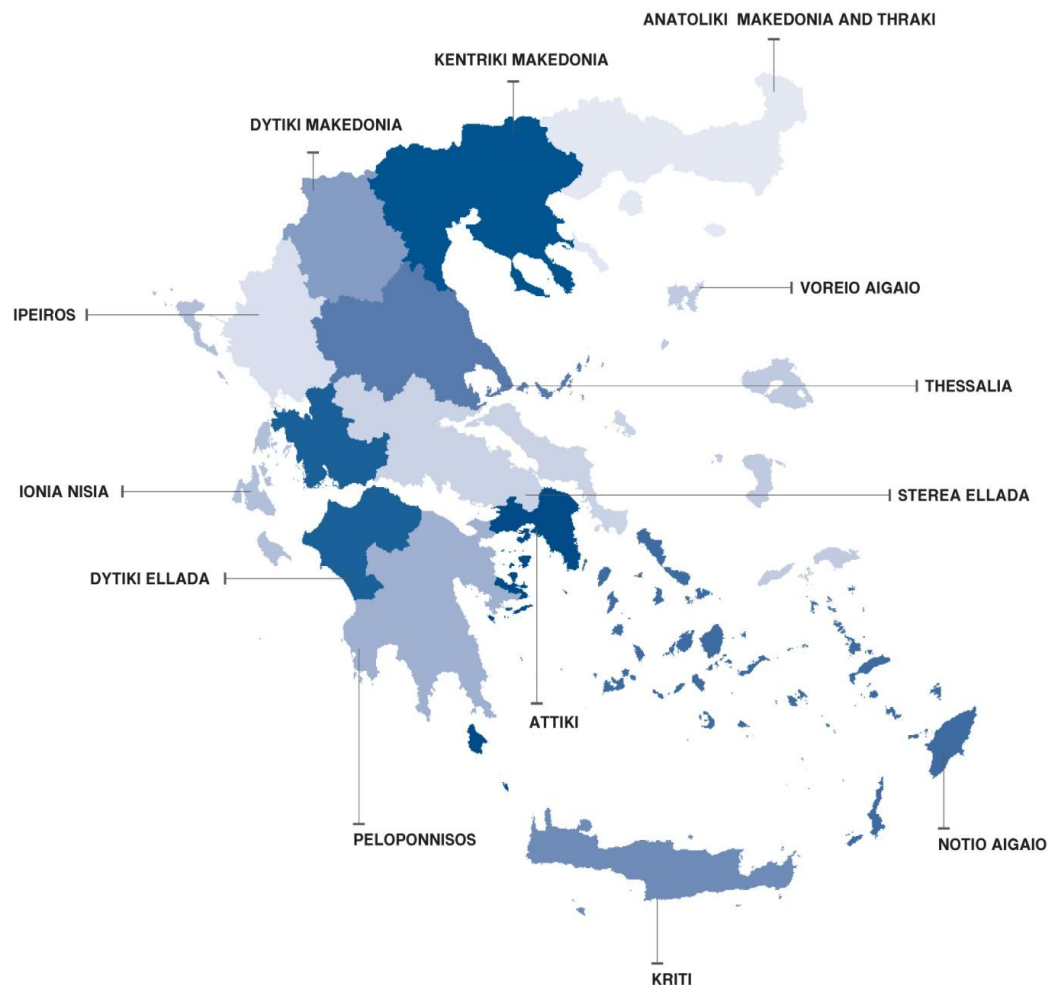 ANATOLIKI MAKEDONIA AND THRAKI
KENTRIKI MAKEDONIA
DYTIKI MAKEDONIA
VOREIO AIGAIO
IPEIROS
THESSALIA
IONIA NISIA
STEREA ELLADA
DYTIKI ELLADA
ATTIKI
PELOPONNISOS
NOTIO AIGAIO
KRITI